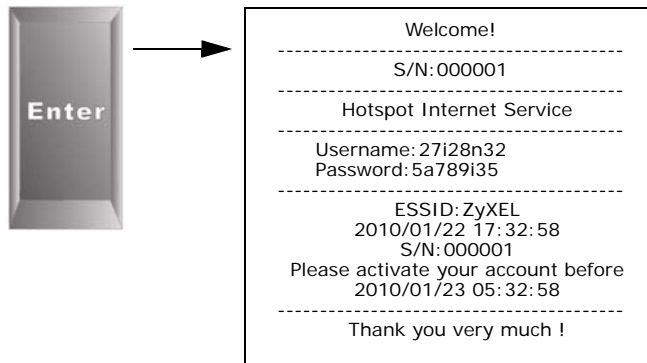 Enter
Welcome!
---------------------------------------
S/N:000001
---------------------------------------
Hotspot Internet Service
---------------------------------------
Username:27i28n32
Password:5a789i35
---------------------------------------
ESSID:ZyXEL
2010/01/22 17:32:58
S/N:000001
Please activate your account before
2010/01/23 05:32:58
---------------------------------------
Thank you very much !